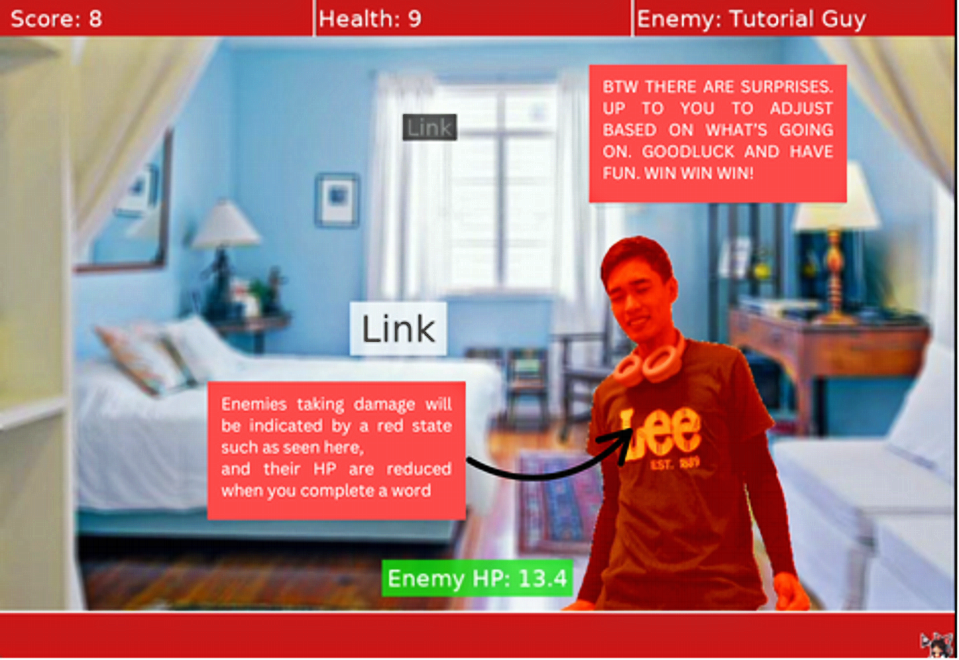 Score: 8
Health: 9
Enemy: Tutorial Guy
BTW THERE ARE SURPRISES.
UP TO YOU TO ADJUST
BASED ON WHAT'S GOING
ON. GOODLUCK AND HAVE
FUN. WIN WIN WIN!
Link
Link
Enemies taking damage will
be indicated by a red state
such as seen here,
and their HP are reduced
when you complete a word
Lee
EST. 1889
Enemy HP: 13.4